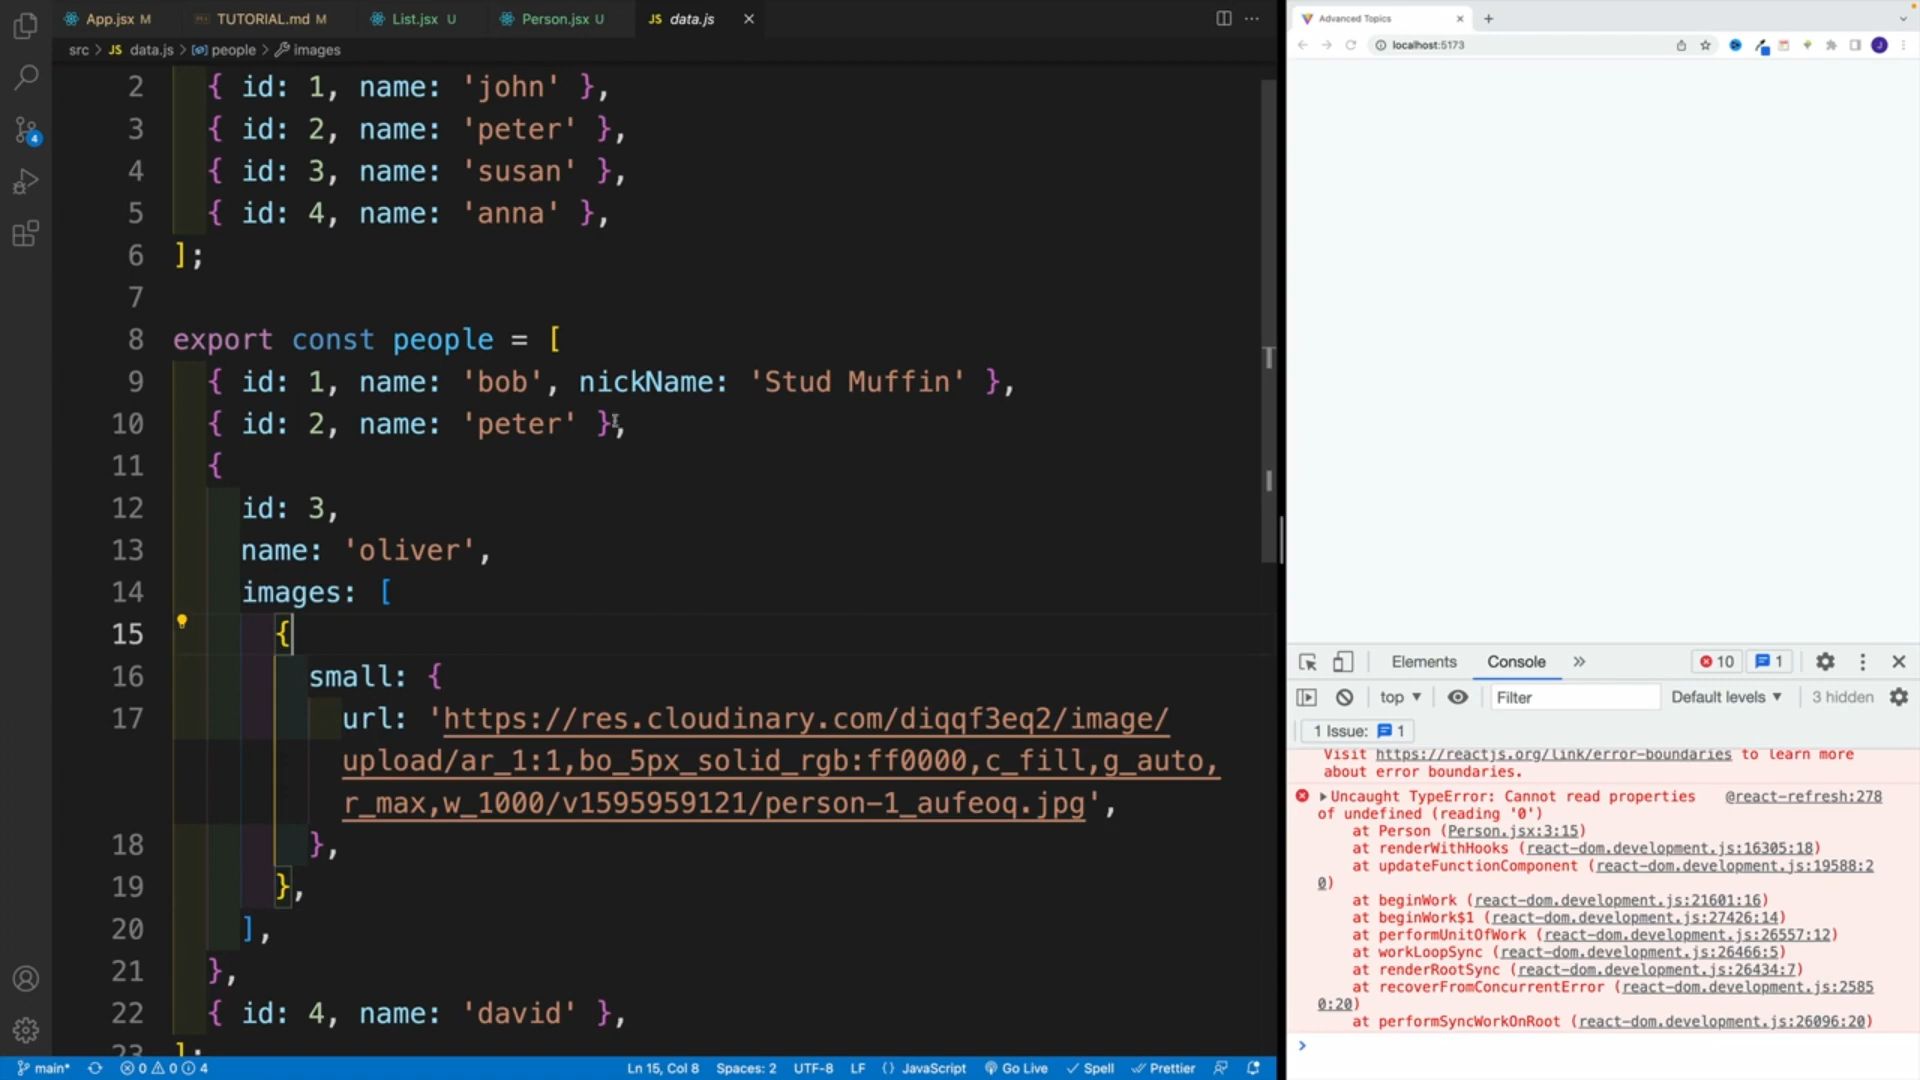 App.jsx M
TUTORIAL.md M
List.jsx U
Person.jsx U
JS data.js
src > JS data.js > people > images
2 { id: 1, name: 'john' },
3 { id: 2, name: 'peter' },
4 { id: 3, name: 'susan' },
5 { id: 4, name: 'anna' },
6 ];
7
8 export const people = [
9 { id: 1, name: 'bob', nickName: 'Stud Muffin' },
10 { id: 2, name: 'peter' },
11 {
12 id: 3,
13 name: 'oliver',
14 images: [
15 {
16 small: {
17 url: 'https://res.cloudinary.com/diqqf3eq2/image/
upload/ar_1:1,bo_5px_solid_rgb:ff0000,c_fill,g_auto,
r_max,w_1000/v1595959121/person-1_aufeoq.jpg',
18 },
19 },
20 ],
21 },
22 { id: 4, name: 'david' },
23 ];
4
main* 0 0 4
Ln 15, Col 8 Spaces: 2 UTF-8 LF {} JavaScript Go Live Spell Prettier
Advanced Topics
localhost:5173
J
Elements Console » 10 1
top Filter Default levels 3 hidden
1 Issue: 1
Visit https://reactjs.org/link/error-boundaries to learn more
about error boundaries.
Uncaught TypeError: Cannot read properties @react-refresh:278
of undefined (reading '0')
at Person (Person.jsx:3:15)
at renderWithHooks (react-dom.development.js:16305:18)
at updateFunctionComponent (react-dom.development.js:19588:2
0)
at beginWork (react-dom.development.js:21601:16)
at beginWork$1 (react-dom.development.js:27426:14)
at performUnitOfWork (react-dom.development.js:26557:12)
at workLoopSync (react-dom.development.js:26466:5)
at renderRootSync (react-dom.development.js:26434:7)
at recoverFromConcurrentError (react-dom.development.js:2585
0:20)
at performSyncWorkOnRoot (react-dom.development.js:26096:20)
>